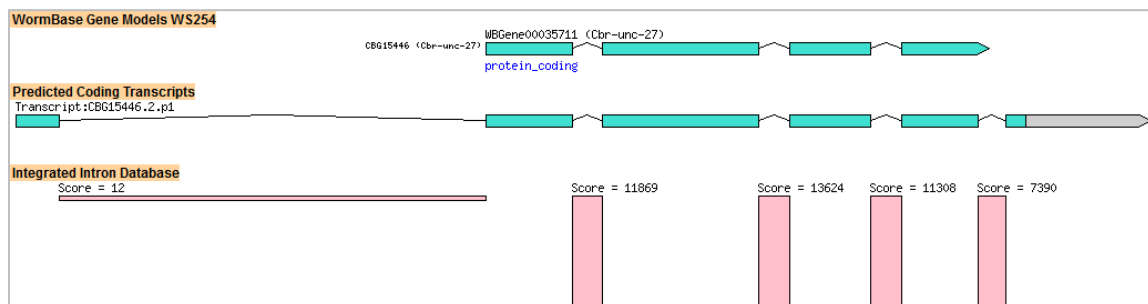 WormBase Gene Models WS254
WBGene00035711 (Cbr-unc-27)
CBG15446 (Cbr-unc-27)
protein_coding
Predicted Coding Transcripts
Transcript:CBG15446.2.p1
Integrated Intron Database
Score = 12 Score = 11869 Score = 13624 Score = 11308 Score = 7390